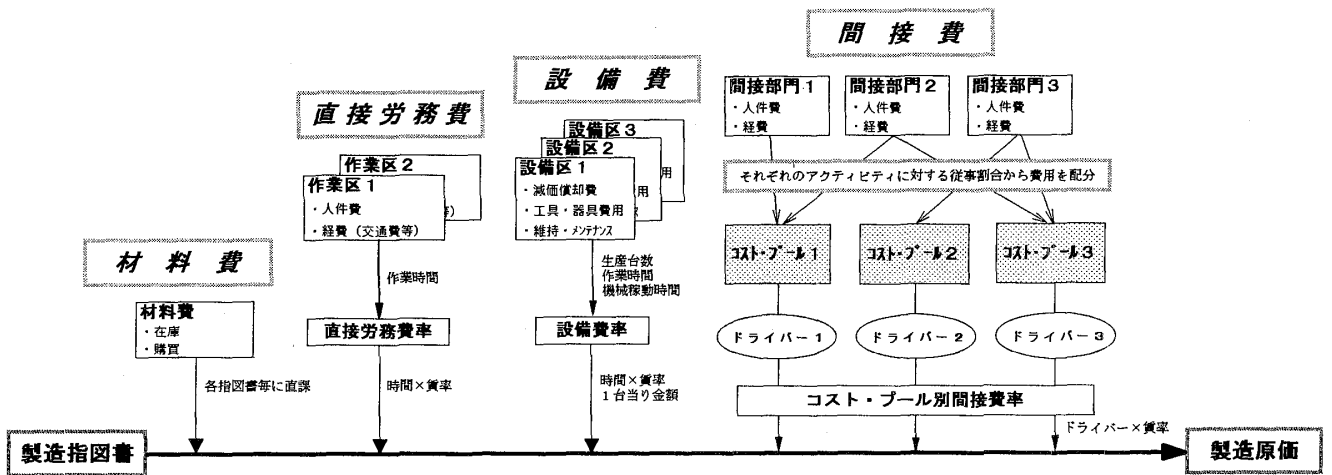 間接費
設備費
直接労務費
材料費
間接部門1
・人件費
・経費
間接部門2
・人件費
・経費
間接部門3
・人件費
・経費
それぞれのアクティビティに対する従事割合から費用を配分
コスト・プール1
コスト・プール2
コスト・プール3
ドライバー1
ドライバー2
ドライバー3
コスト・プール別間接費率
ドライバー×賃率
設備区3
用
設備区2
用
設備区1
・減価償却費
・工具・器具費用
・維持・メンテナンス
生産台数
作業時間
機械稼動時間
設備費率
時間×賃率
1台当り金額
作業区2
作業区1
・人件費
・経費（交通費等）
作業時間
直接労務費率
時間×賃率
材料費
・在庫
・購買
各指図書毎に直課
製造指図書
製造原価